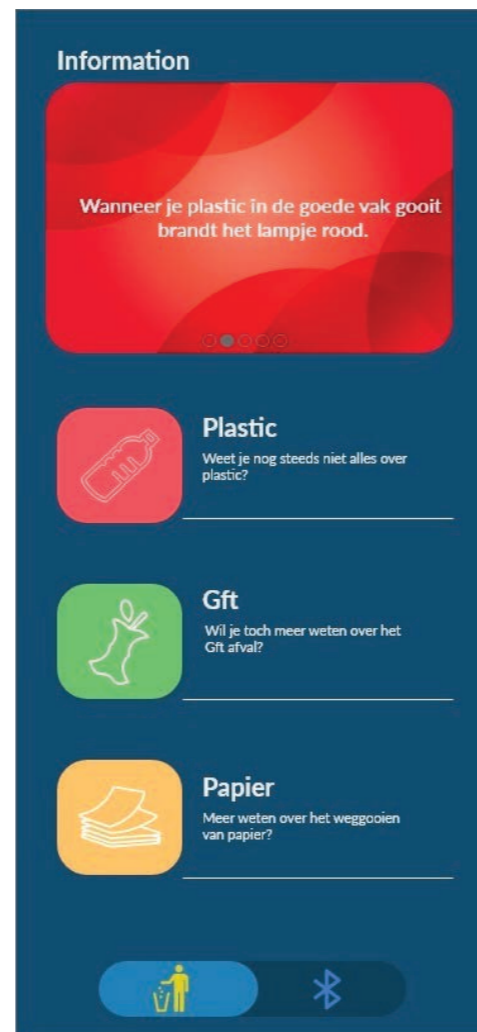 Information
Wanneer je plastic in de goede vak gooit
brandt het lampje rood.
Plastic
Weet je nog steeds niet alles over
plastic?
Gft
Wil je toch meer weten over het
Gft afval?
Papier
Meer weten over het weggooien
van papier?